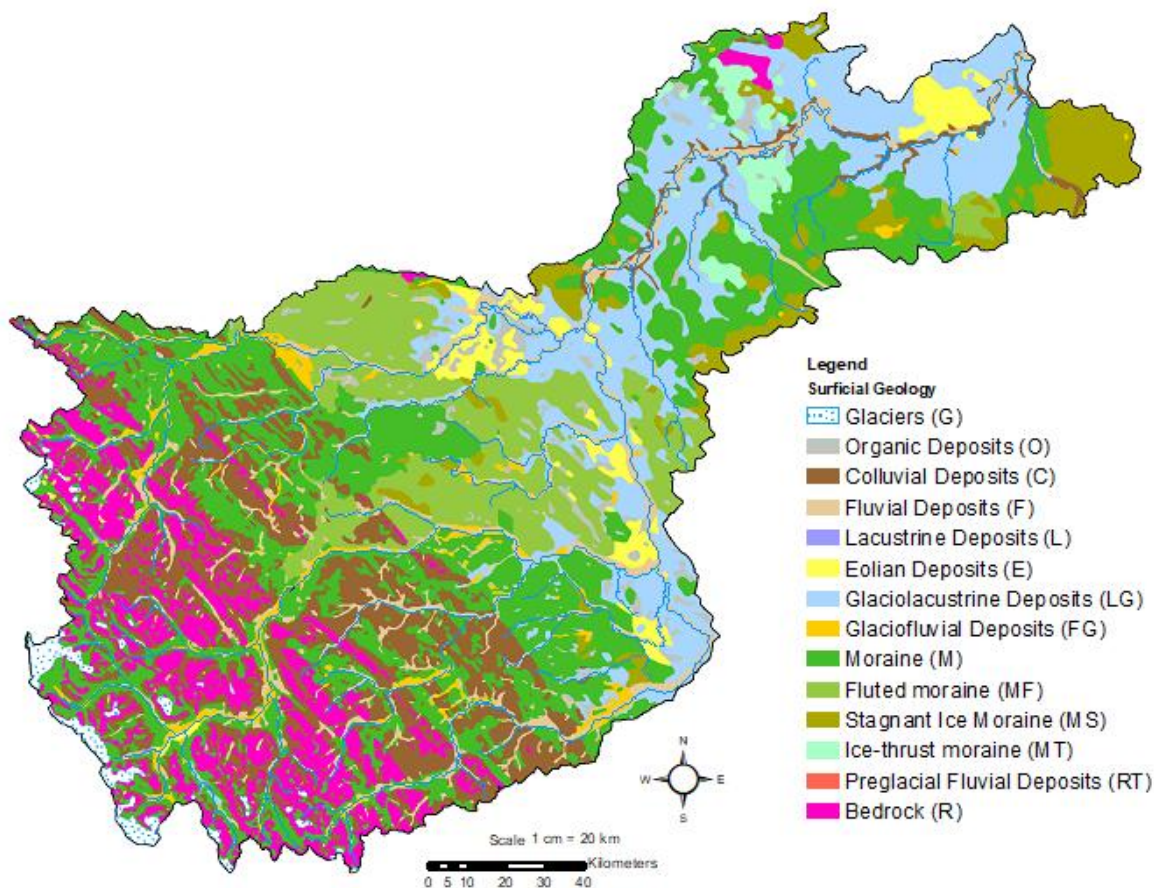 Legend
Surficial Geology
Glaciers (G)
Organic Deposits (O)
Colluvial Deposits (C)
Fluvial Deposits (F)
Lacustrine Deposits (L)
Eolian Deposits (E)
Glaciolacustrine Deposits (LG)
Glaciofluvial Deposits (FG)
Moraine (M)
Fluted moraine (MF)
Stagnant Ice Moraine (MS)
Ice-thrust moraine (MT)
Preglacial Fluvial Deposits (RT)
Bedrock (R)
N
W E
S
Scale 1 cm = 20 km
Kilometers
0 5 10 20 30 40